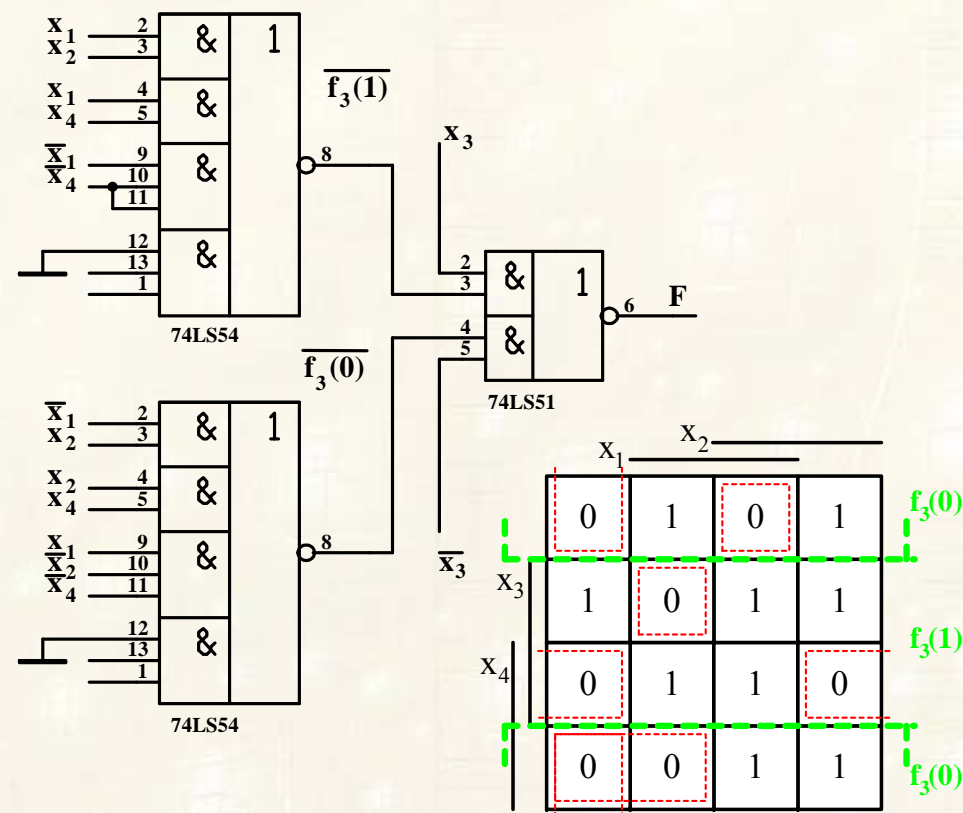 x1 2 & 1
x2 3
x1 4 &
x4 5
x̅1 9 &
x̅4 10
11
12 &
13
1
8
74LS54
f̅3(1)
x3
2 & 1
3
4 &
5
6 F
74LS51
f̅3(0)
x̅3
x̅1 2 & 1
x2 3
x2 4 &
x4 5
x1 9 &
x̅2 10
x̅4 11
12 &
13
1
8
74LS54
x2
x1
0 1 0 1 f3(0)
x3
1 0 1 1
f3(1)
x4
0 1 1 0
0 0 1 1 f3(0)